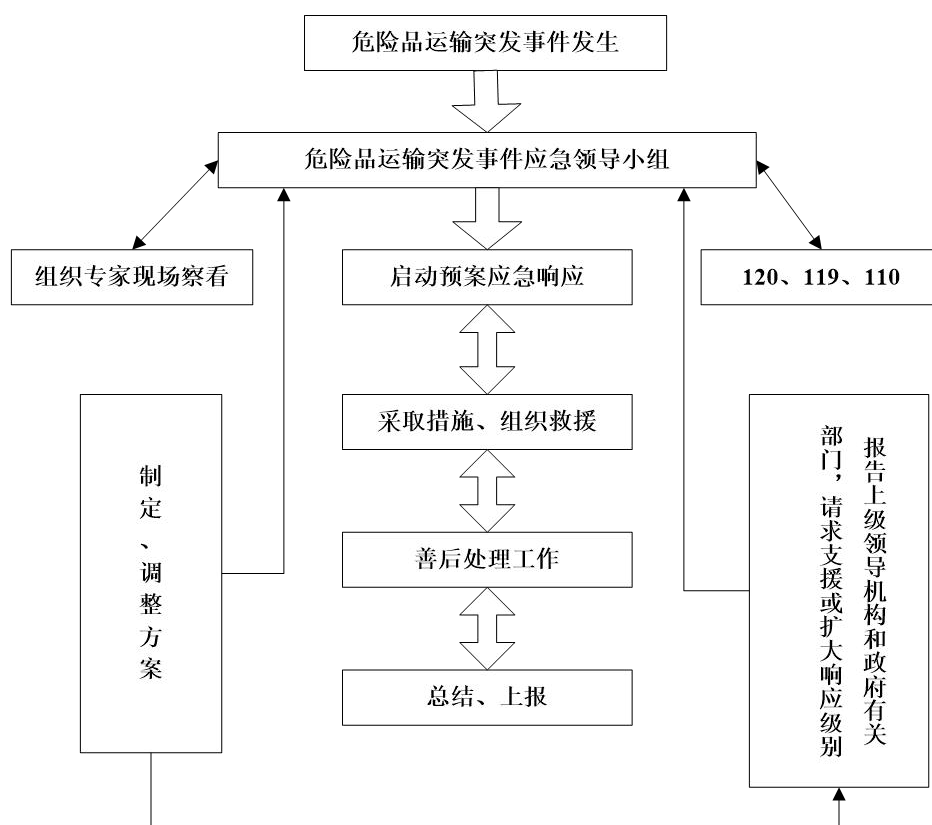 危险品运输突发事件发生
危险品运输突发事件应急领导小组
组织专家现场察看
启动预案应急响应
120、119、110
采取措施、组织救援
制定、调整方案
报告上级领导机构和政府有关
部门，请求支援或扩大响应级别
善后处理工作
总结、上报